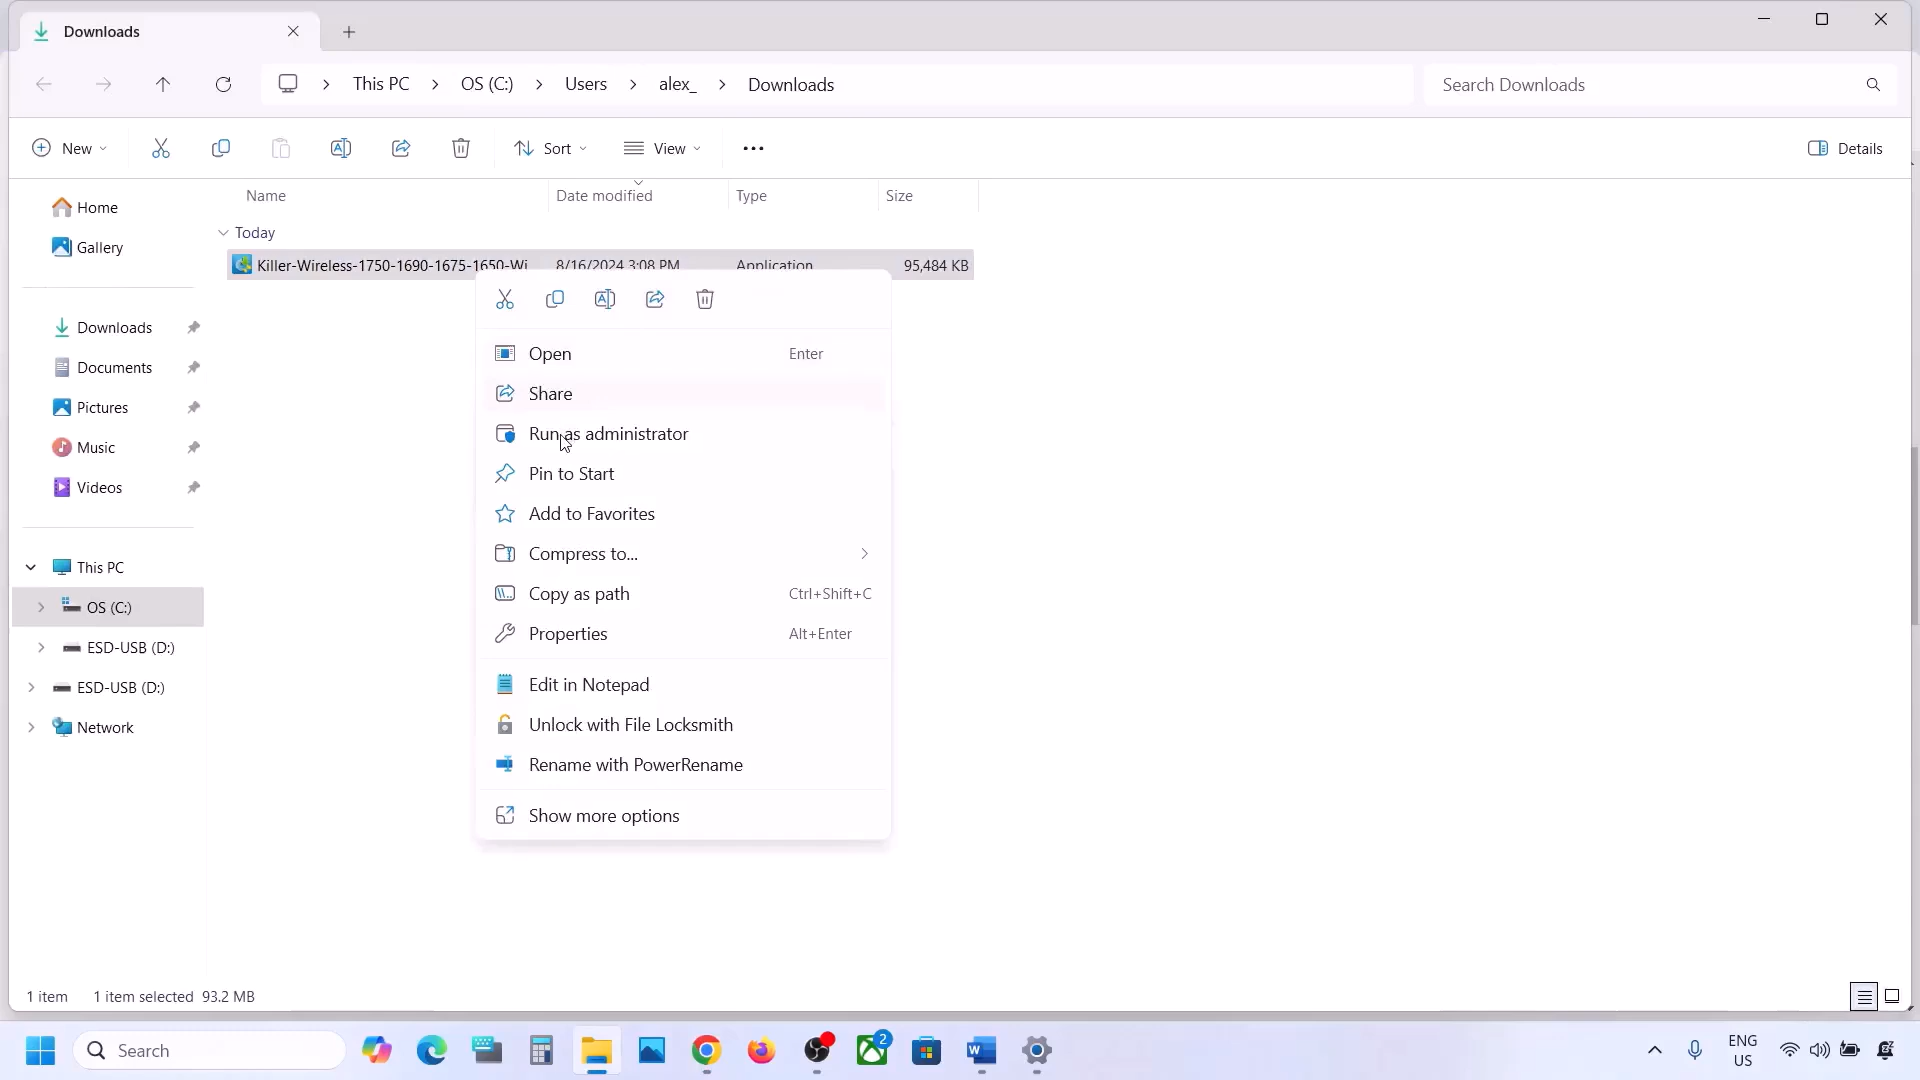 Downloads
This PC
OS (C:)
Users
alex_
Downloads
Search Downloads
New
Sort
View
Details
Name
Date modified
Type
Size
Home
Gallery
Today
Killer-Wireless-1750-1690-1675-1650-Wi...
8/16/2024 3:08 PM
Application
95,484 KB
Downloads
Documents
Pictures
Music
Videos
This PC
OS (C:)
ESD-USB (D:)
ESD-USB (D:)
Network
Open
Enter
Share
Run as administrator
Pin to Start
Add to Favorites
Compress to...
Copy as path
Ctrl+Shift+C
Properties
Alt+Enter
Edit in Notepad
Unlock with File Locksmith
Rename with PowerRename
Show more options
1 item
1 item selected 93.2 MB
Search
2
ENG
US